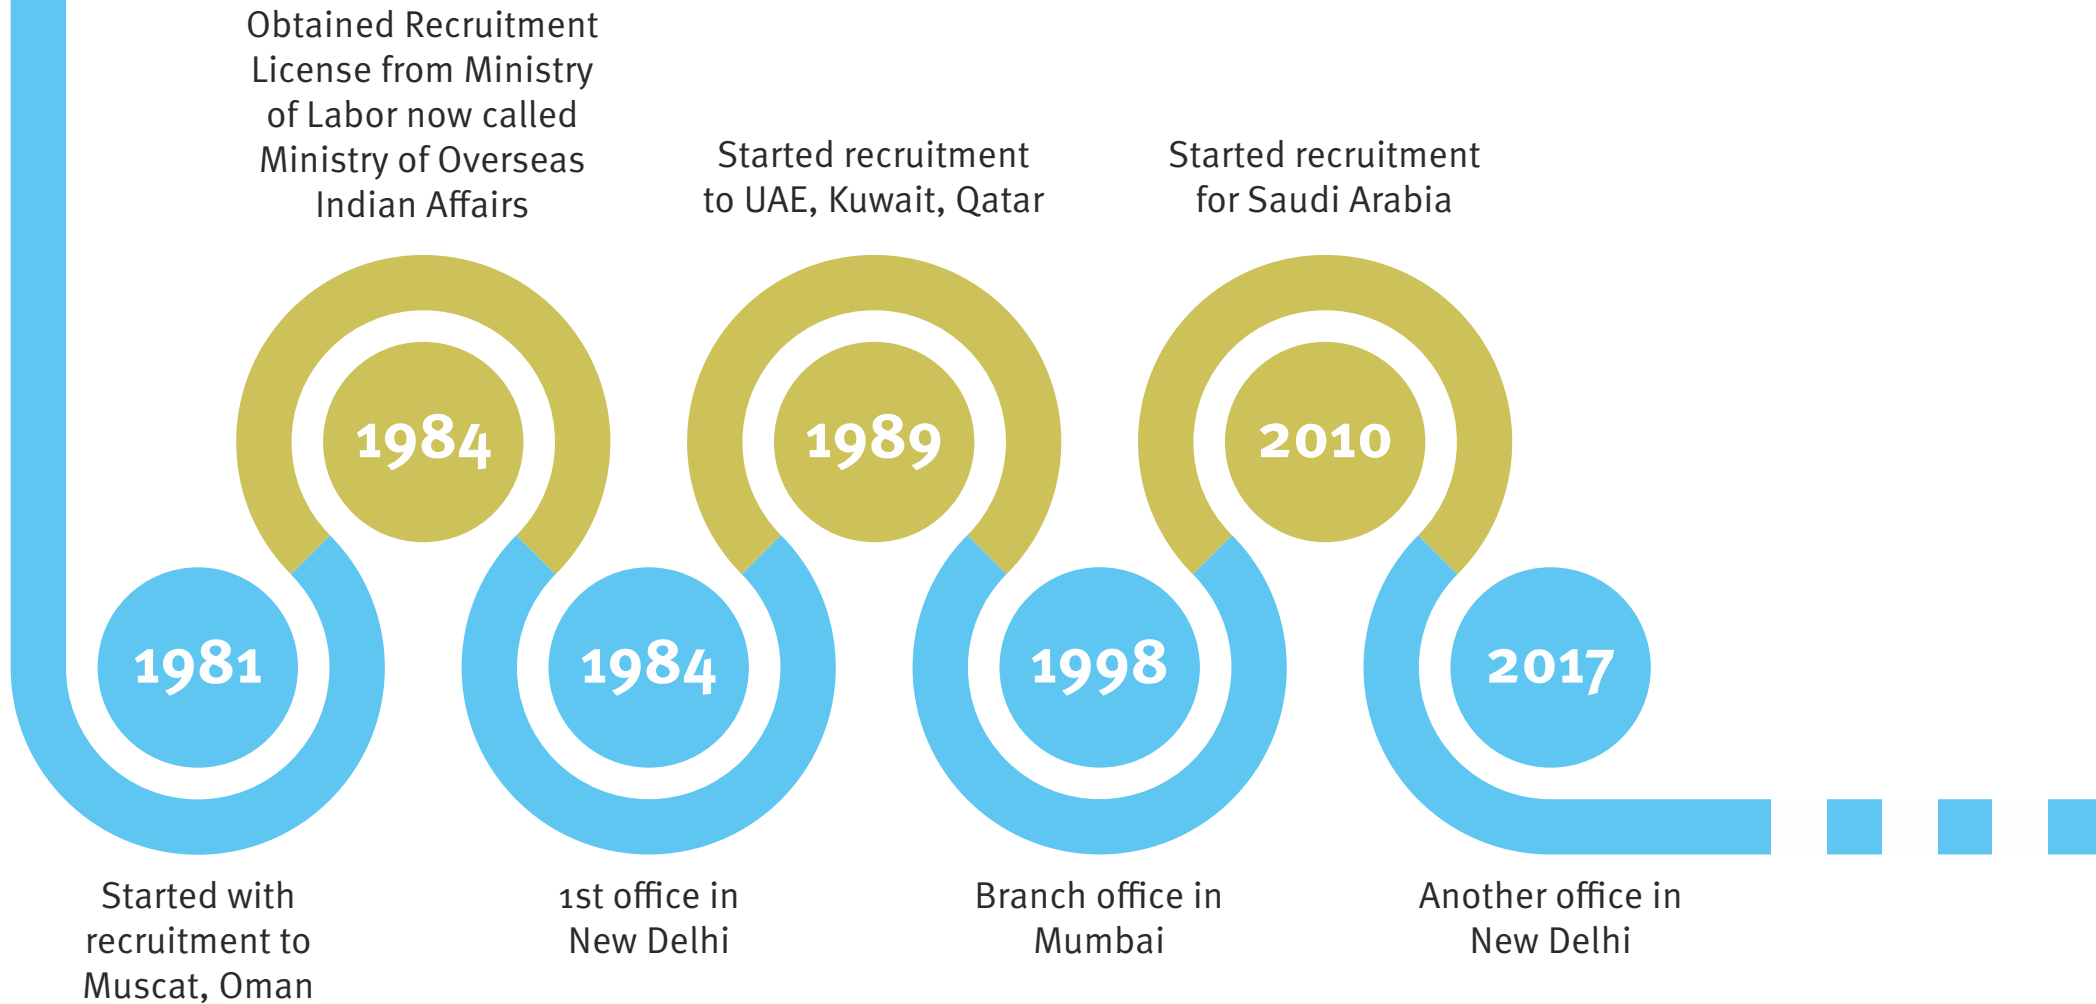 Obtained Recruitment
License from Ministry
of Labor now called
Ministry of Overseas
Indian Affairs
Started recruitment
to UAE, Kuwait, Qatar
Started recruitment
for Saudi Arabia
1984
1989
2010
1981
1984
1998
2017
Started with
recruitment to
Muscat, Oman
1st office in
New Delhi
Branch office in
Mumbai
Another office in
New Delhi